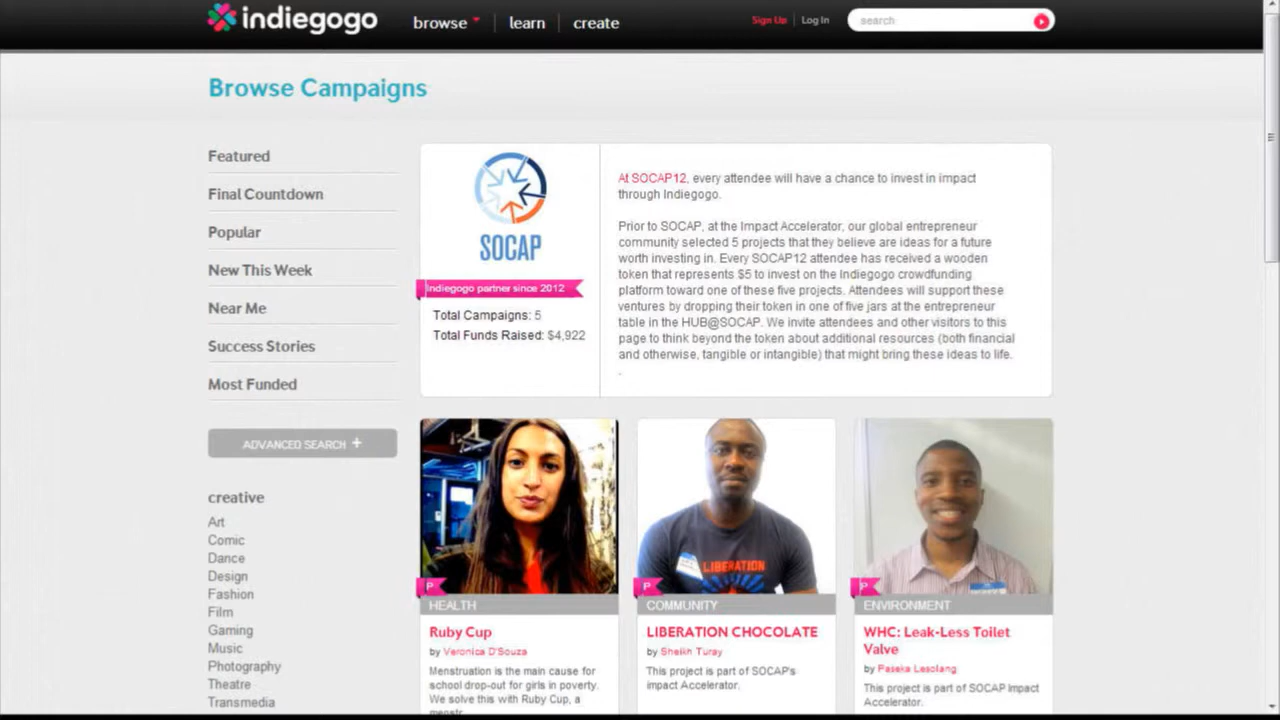 indiegogo
browse
learn
create
Sign Up
Log In
search
Browse Campaigns
Featured
Final Countdown
Popular
New This Week
Near Me
Success Stories
Most Funded
ADVANCED SEARCH +
creative
Art
Comic
Dance
Design
Fashion
Film
Gaming
Music
Photography
Theatre
Transmedia
SOCAP
Indiegogo partner since 2012
Total Campaigns: 5
Total Funds Raised: $4,922
At SOCAP12, every attendee will have a chance to invest in impact
through Indiegogo.
Prior to SOCAP, at the Impact Accelerator, our global entrepreneur
community selected 5 projects that they believe are ideas for a future
worth investing in. Every SOCAP12 attendee has received a wooden
token that represents $5 to invest on the Indiegogo crowdfunding
platform toward one of these five projects. Attendees will support these
ventures by dropping their token in one of five jars at the entrepreneur
table in the HUB@SOCAP. We invite attendees and other visitors to this
page to think beyond the token about additional resources (both financial
and otherwise, tangible or intangible) that might bring these ideas to life.
.
P
HEALTH
Ruby Cup
by Veronica D'Souza
Menstruation is the main cause for
school drop-out for girls in poverty.
We solve this with Ruby Cup, a
menstr
LIBERATION
P
COMMUNITY
LIBERATION CHOCOLATE
by Sheikh Turay
This project is part of SOCAP's
impact Accelerator.
P
ENVIRONMENT
WHC: Leak-Less Toilet
Valve
by Paseka Lesolang
This project is part of SOCAP Impact
Accelerator.